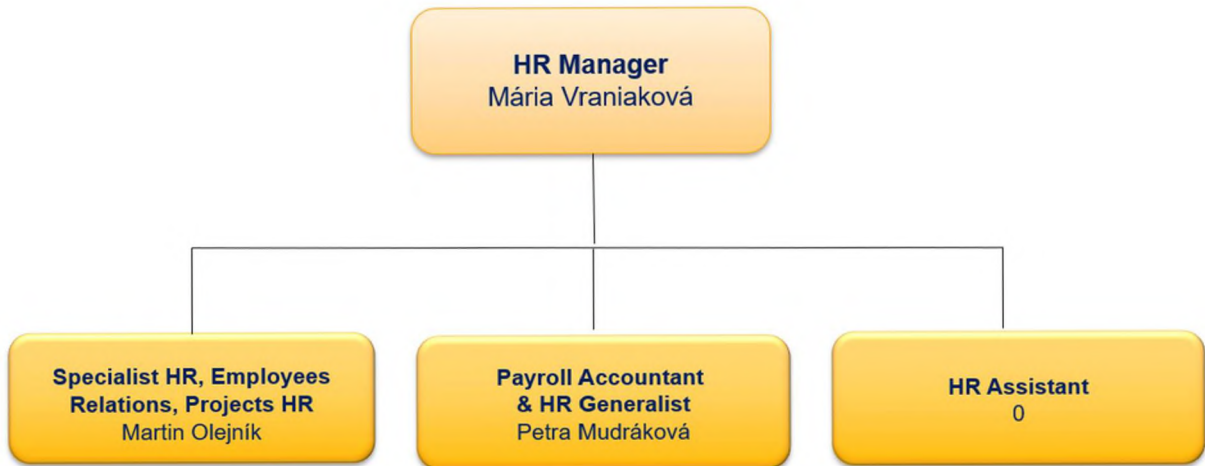 HR Manager
Mária Vraniaková
Specialist HR, Employees
Relations, Projects HR
Martin Olejník
Payroll Accountant
& HR Generalist
Petra Mudráková
HR Assistant
0